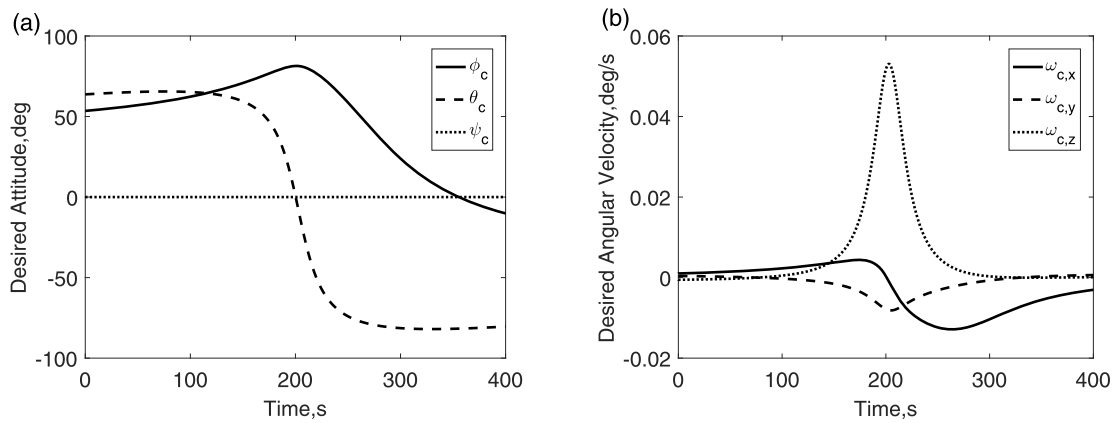 (a)
100
50
0
-50
-100
Desired Attitude,deg
0 100 200 300 400
Time,s
ϕc
θc
ψc
(b)
0.06
0.04
0.02
0
-0.02
Desired Angular Velocity,deg/s
0 100 200 300 400
Time,s
ωc,x
ωc,y
ωc,z